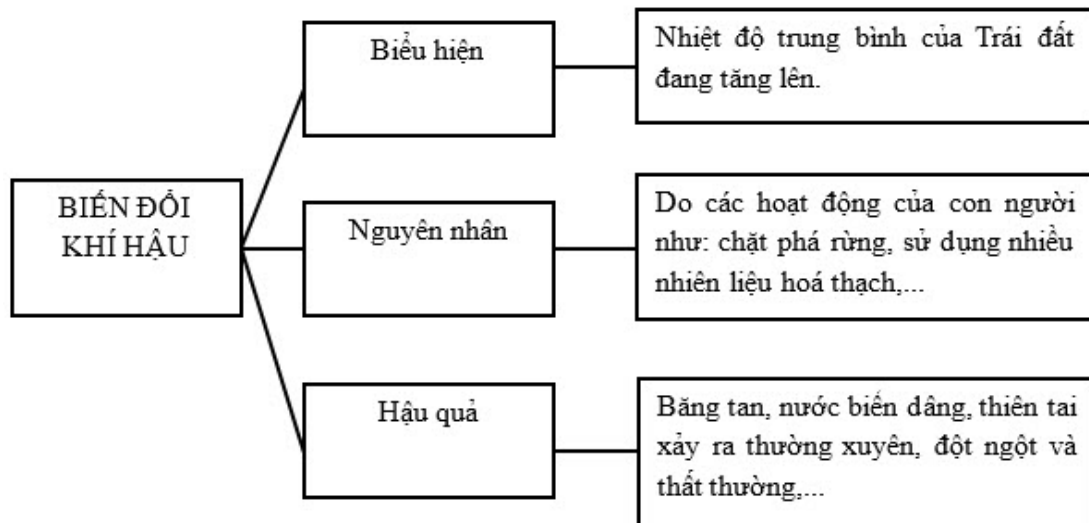 BIẾN ĐỔI
KHÍ HẬU
Biểu hiện
Nhiệt độ trung bình của Trái đất
đang tăng lên.
Nguyên nhân
Do các hoạt động của con người
như: chặt phá rừng, sử dụng nhiều
nhiên liệu hoá thạch,...
Hậu quả
Băng tan, nước biển dâng, thiên tai
xảy ra thường xuyên, đột ngột và
thất thường,...